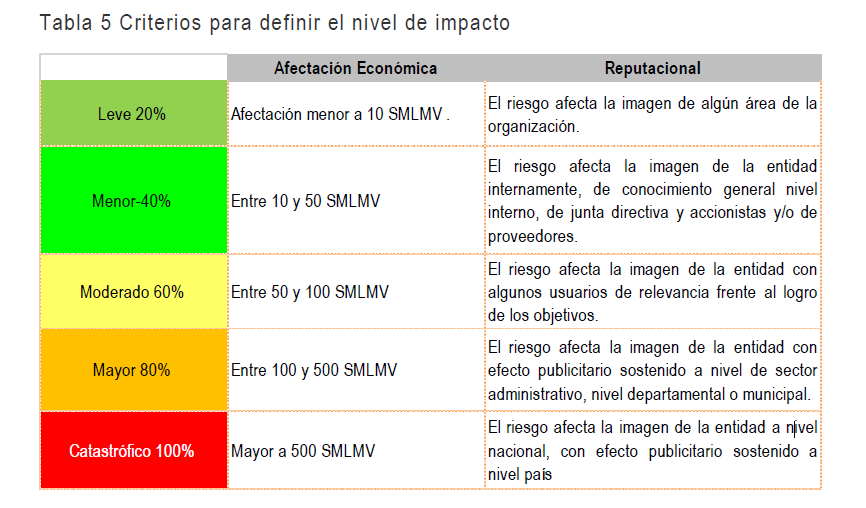 Tabla 5 Criterios para definir el nivel de impacto
Afectación Económica
Reputacional
Leve 20%
Afectación menor a 10 SMLMV .
El riesgo afecta la imagen de algún área de la
organización.
Menor-40%
Entre 10 y 50 SMLMV
El riesgo afecta la imagen de la entidad
internamente, de conocimiento general nivel
interno, de junta directiva y accionistas y/o de
proveedores.
Moderado 60%
Entre 50 y 100 SMLMV
El riesgo afecta la imagen de la entidad con
algunos usuarios de relevancia frente al logro
de los objetivos.
Mayor 80%
Entre 100 y 500 SMLMV
El riesgo afecta la imagen de la entidad con
efecto publicitario sostenido a nivel de sector
administrativo, nivel departamental o municipal.
Catastrófico 100%
Mayor a 500 SMLMV
El riesgo afecta la imagen de la entidad a nivel
nacional, con efecto publicitario sostenido a
nivel país